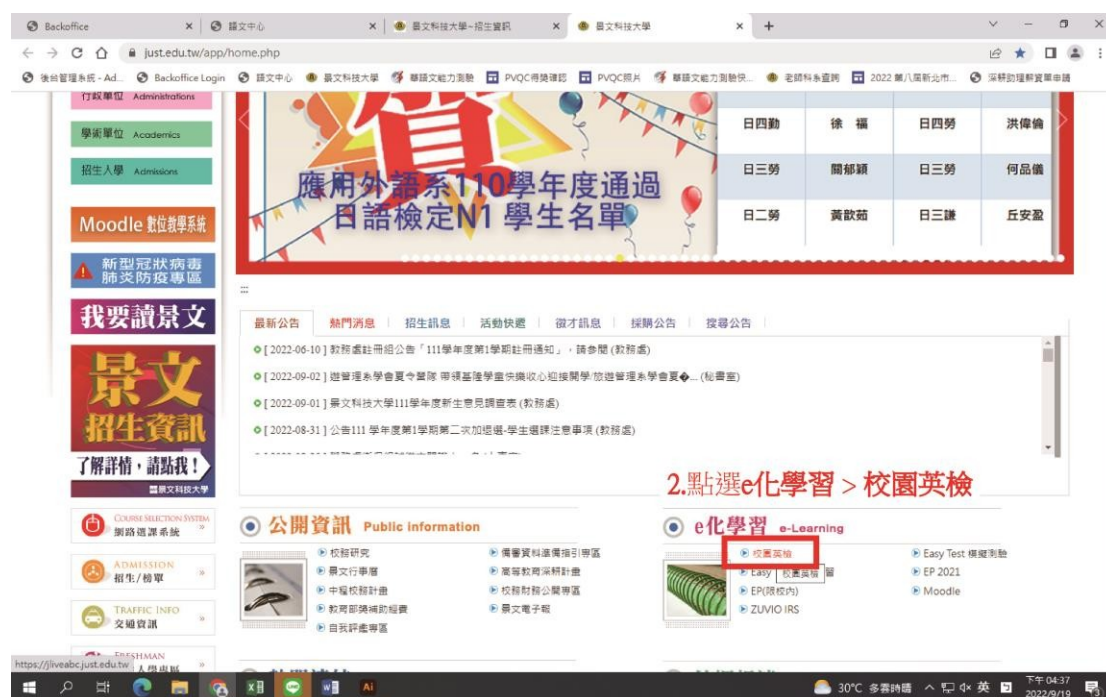 Backoffice
語文中心
景文科技大學-招生資訊
景文科技大學
just.edu.tw/app/home.php
後台管理系統 - Ad...
Backoffice Login
語文中心
景文科技大學
華語文能力測驗
PVQC得獎確認
PVQC照片
華語文能力測驗快...
老師科系查詢
2022 第八屆新北市...
深耕助理薪資單申請
行政單位 Administrations
學術單位 Academics
招生入學 Admissions
Moodle 數位教學系統
新型冠狀病毒
肺炎防疫專區
我要讀景文
景文
招生資訊
了解詳情,請點我!
景文科技大學
COURSE SELECTION SYSTEM
網路選課系統
ADMISSION
招生/榜單
TRAFFIC INFO
交通資訊
FRESHMAN
賀
應用外語系110學年度通過
日語檢定N1 學生名單
日四勤 徐 福 日四勞 洪偉倫
日三勞 關郁穎 日三勞 何品儀
日二勞 黃歆茹 日三謙 丘安盈
最新公告 熱門消息 招生訊息 活動快遞 徵才訊息 採購公告 搜尋公告
[ 2022-06-10 ] 教務處註冊組公告「111學年度第1學期註冊通知」,請參閱 (教務處)
[ 2022-09-02 ] 遊管理系學會夏令營隊 帶領基隆學童快樂收心迎接開學/旅遊管理系學會夏�... (秘書室)
[ 2022-09-01 ] 景文科技大學111學年度新生意見調查表 (教務處)
[ 2022-08-31 ] 公告111 學年度第1學期第二次加退選-學生選課注意事項 (教務處)
2.點選e化學習 > 校園英檢
公開資訊 Public information
校務研究
景文行事曆
中程校務計畫
教育部獎補助經費
自我評鑑專區
備審資料準備指引專區
高等教育深耕計畫
校務財務公開專區
景文電子報
e化學習 e-Learning
校園英檢
Easy
校園英檢
習
EP(限校內)
ZUVIO IRS
Easy Test 模擬測驗
EP 2021
Moodle
https://jliveabc.just.edu.tw
30°C 多雲時晴
英
下午 04:37
2022/9/19